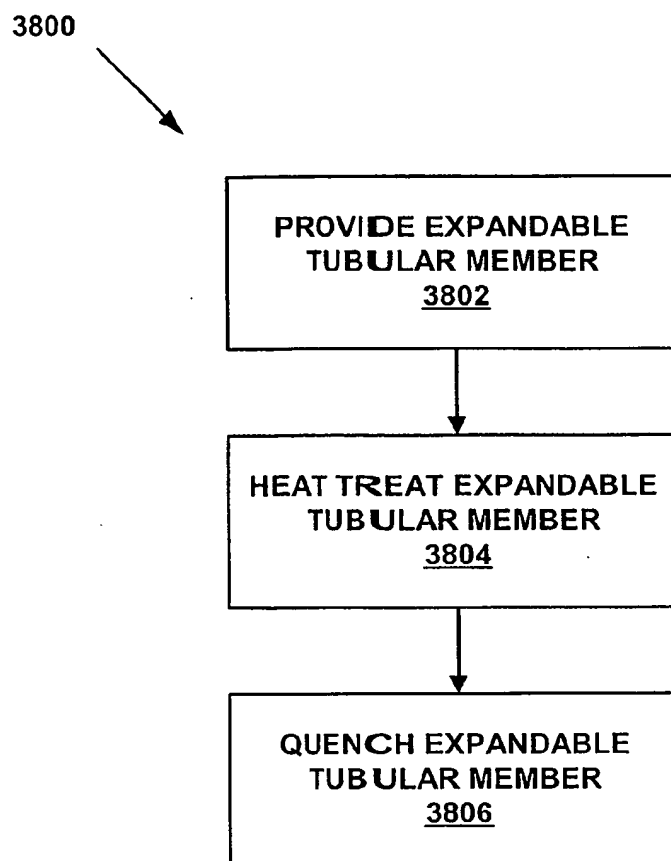 3800
PROVIDE EXPANDABLE
TUBULAR MEMBER
3802
HEAT TREAT EXPANDABLE
TUBULAR MEMBER
3804
QUENCH EXPANDABLE
TUBULAR MEMBER
3806